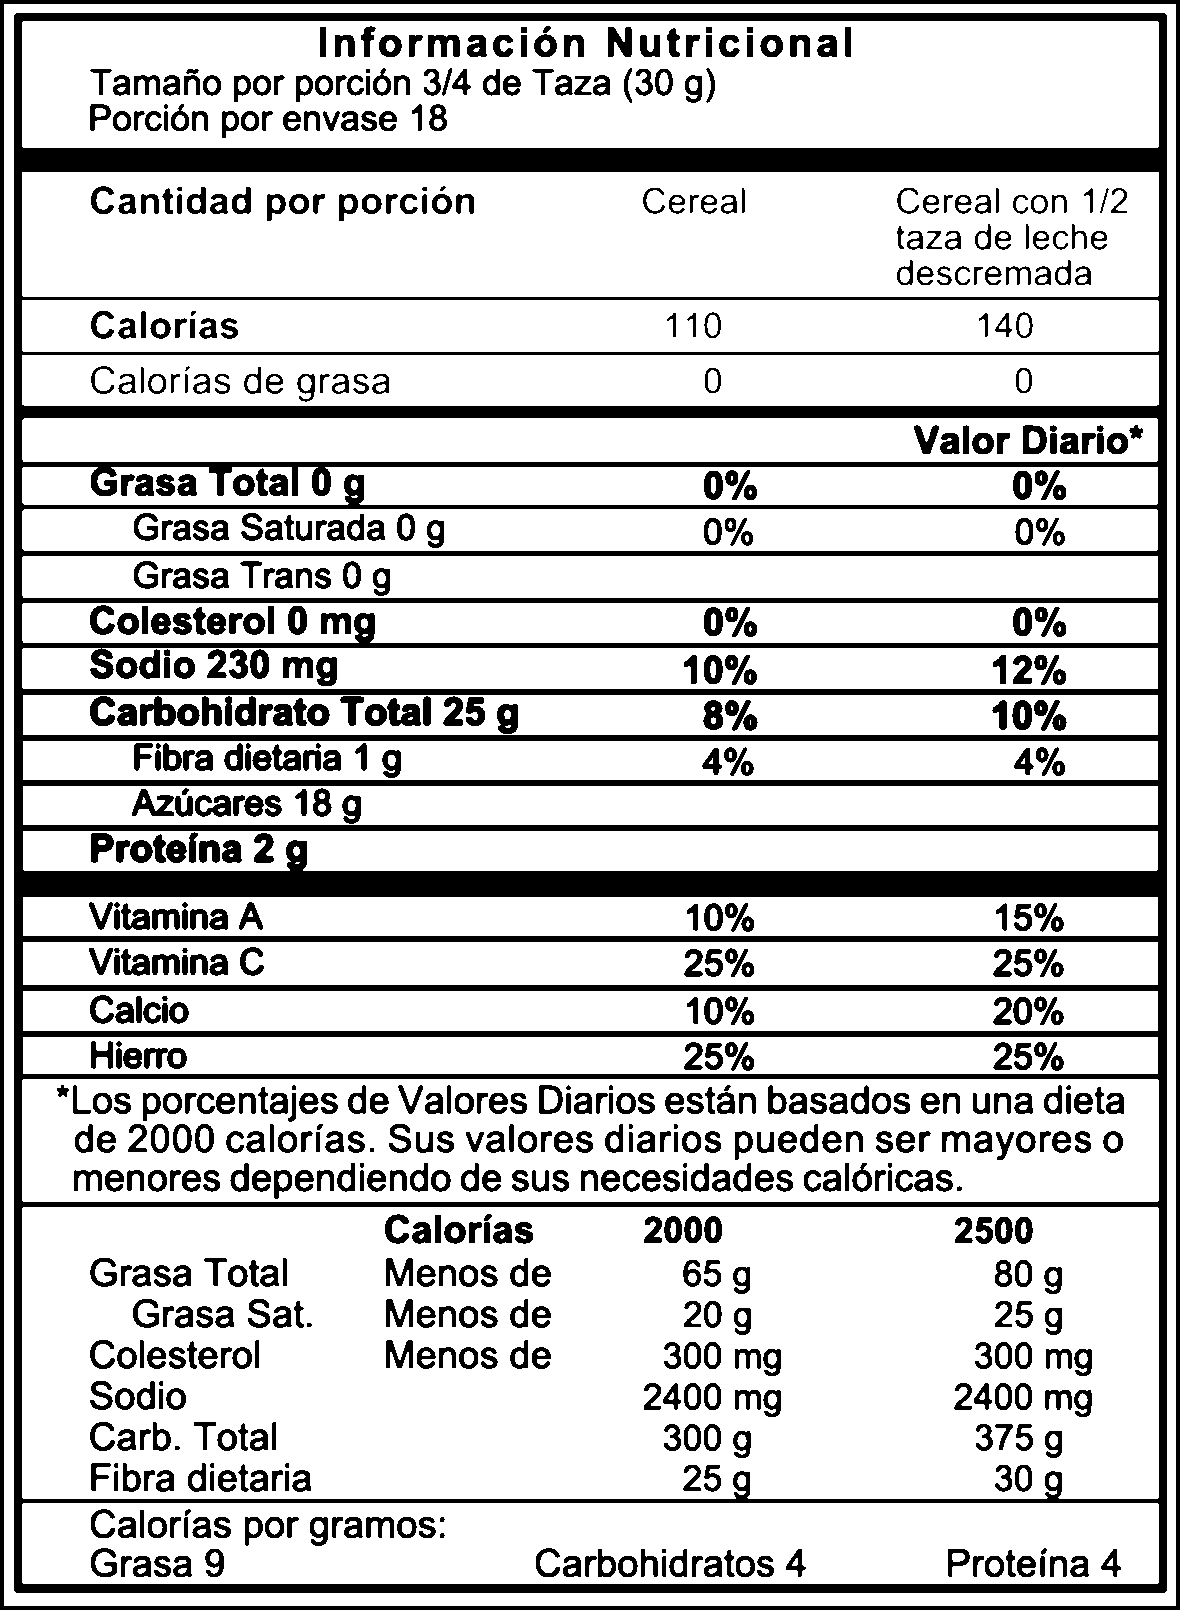 Información Nutricional
Tamaño por porción 3/4 de Taza (30 g)
Porción por envase 18
Cantidad por porción Cereal Cereal con 1/2
taza de leche
descremada
Calorías 110 140
Calorías de grasa 0 0
Valor Diario*
Grasa Total 0 g 0% 0%
Grasa Saturada 0 g 0% 0%
Grasa Trans 0 g
Colesterol 0 mg 0% 0%
Sodio 230 mg 10% 12%
Carbohidrato Total 25 g 8% 10%
Fibra dietaria 1 g 4% 4%
Azúcares 18 g
Proteína 2 g
Vitamina A 10% 15%
Vitamina C 25% 25%
Calcio 10% 20%
Hierro 25% 25%
*Los porcentajes de Valores Diarios están basados en una dieta
de 2000 calorías. Sus valores diarios pueden ser mayores o
menores dependiendo de sus necesidades calóricas.
Calorías 2000 2500
Grasa Total Menos de 65 g 80 g
Grasa Sat. Menos de 20 g 25 g
Colesterol Menos de 300 mg 300 mg
Sodio 2400 mg 2400 mg
Carb. Total 300 g 375 g
Fibra dietaria 25 g 30 g
Calorías por gramos:
Grasa 9 Carbohidratos 4 Proteína 4